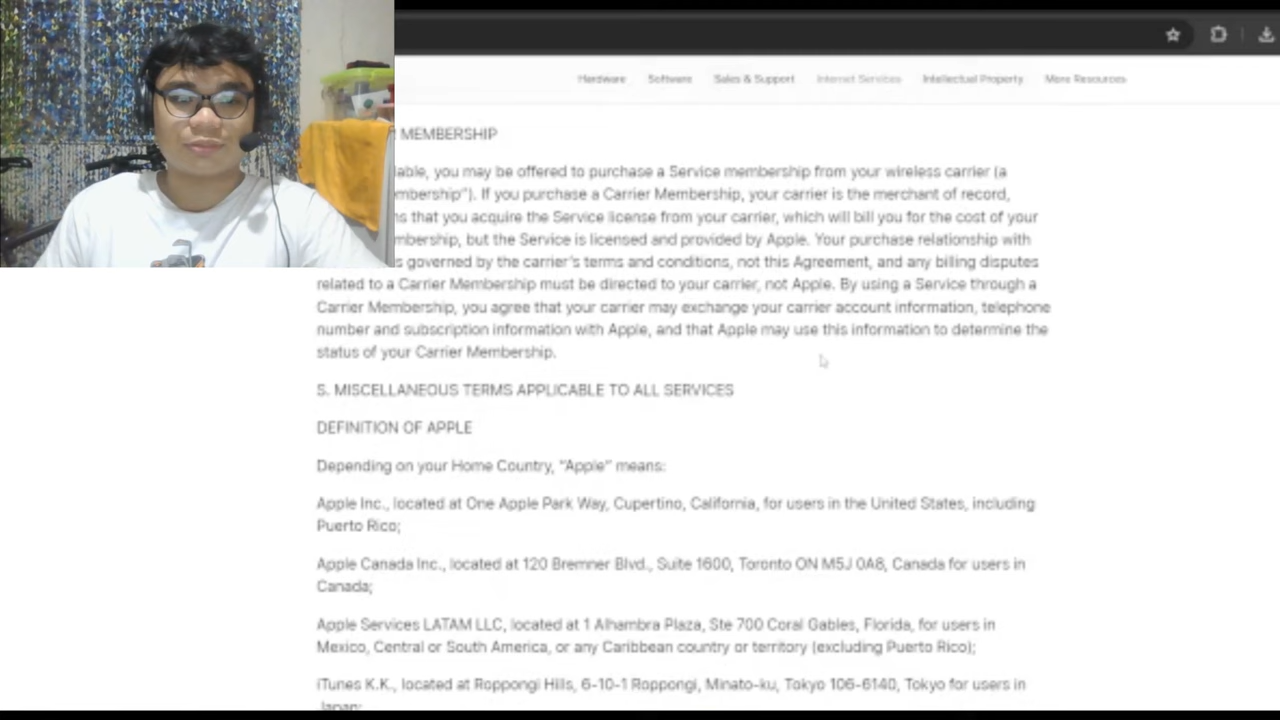 Hardware Software Sales & Support Internet Services Intellectual Property More Resources
MEMBERSHIP
you may be offered to purchase a Service membership from your wireless carrier (a
If you purchase a Carrier Membership, your carrier is the merchant of record,
that you acquire the Service license from your carrier, which will bill you for the cost of your
but the Service is licensed and provided by Apple. Your purchase relationship with
governed by the carrier's terms and conditions, not this Agreement, and any billing disputes
related to a Carrier Membership must be directed to your carrier, not Apple. By using a Service through a
Carrier Membership, you agree that your carrier may exchange your carrier account information, telephone
number and subscription information with Apple, and that Apple may use this information to determine the
status of your Carrier Membership.
S. MISCELLANEOUS TERMS APPLICABLE TO ALL SERVICES
DEFINITION OF APPLE
Depending on your Home Country, "Apple" means:
Apple Inc., located at One Apple Park Way, Cupertino, California, for users in the United States, including
Puerto Rico;
Apple Canada Inc., located at 120 Bremner Blvd., Suite 1600, Toronto ON M5J 0A8, Canada for users in
Canada;
Apple Services LATAM LLC, located at 1 Alhambra Plaza, Ste 700 Coral Gables, Florida, for users in
Mexico, Central or South America, or any Caribbean country or territory (excluding Puerto Rico);
iTunes K.K., located at Roppongi Hills, 6-10-1 Roppongi, Minato-ku, Tokyo 106-6140, Tokyo for users in
Japan;